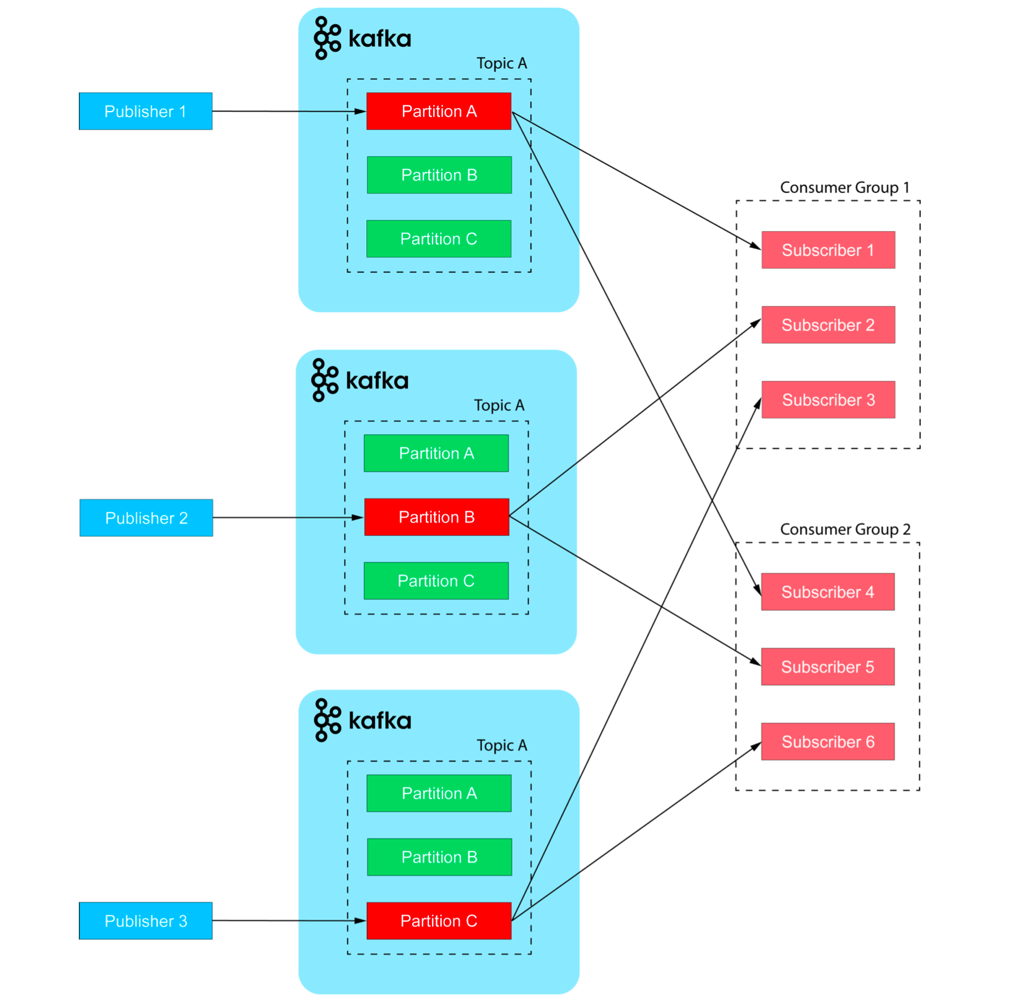 kafka
Topic A
Publisher 1
Partition A
Partition B
Partition C
kafka
Topic A
Publisher 2
Partition A
Partition B
Partition C
kafka
Topic A
Publisher 3
Partition A
Partition B
Partition C
Consumer Group 1
Subscriber 1
Subscriber 2
Subscriber 3
Consumer Group 2
Subscriber 4
Subscriber 5
Subscriber 6